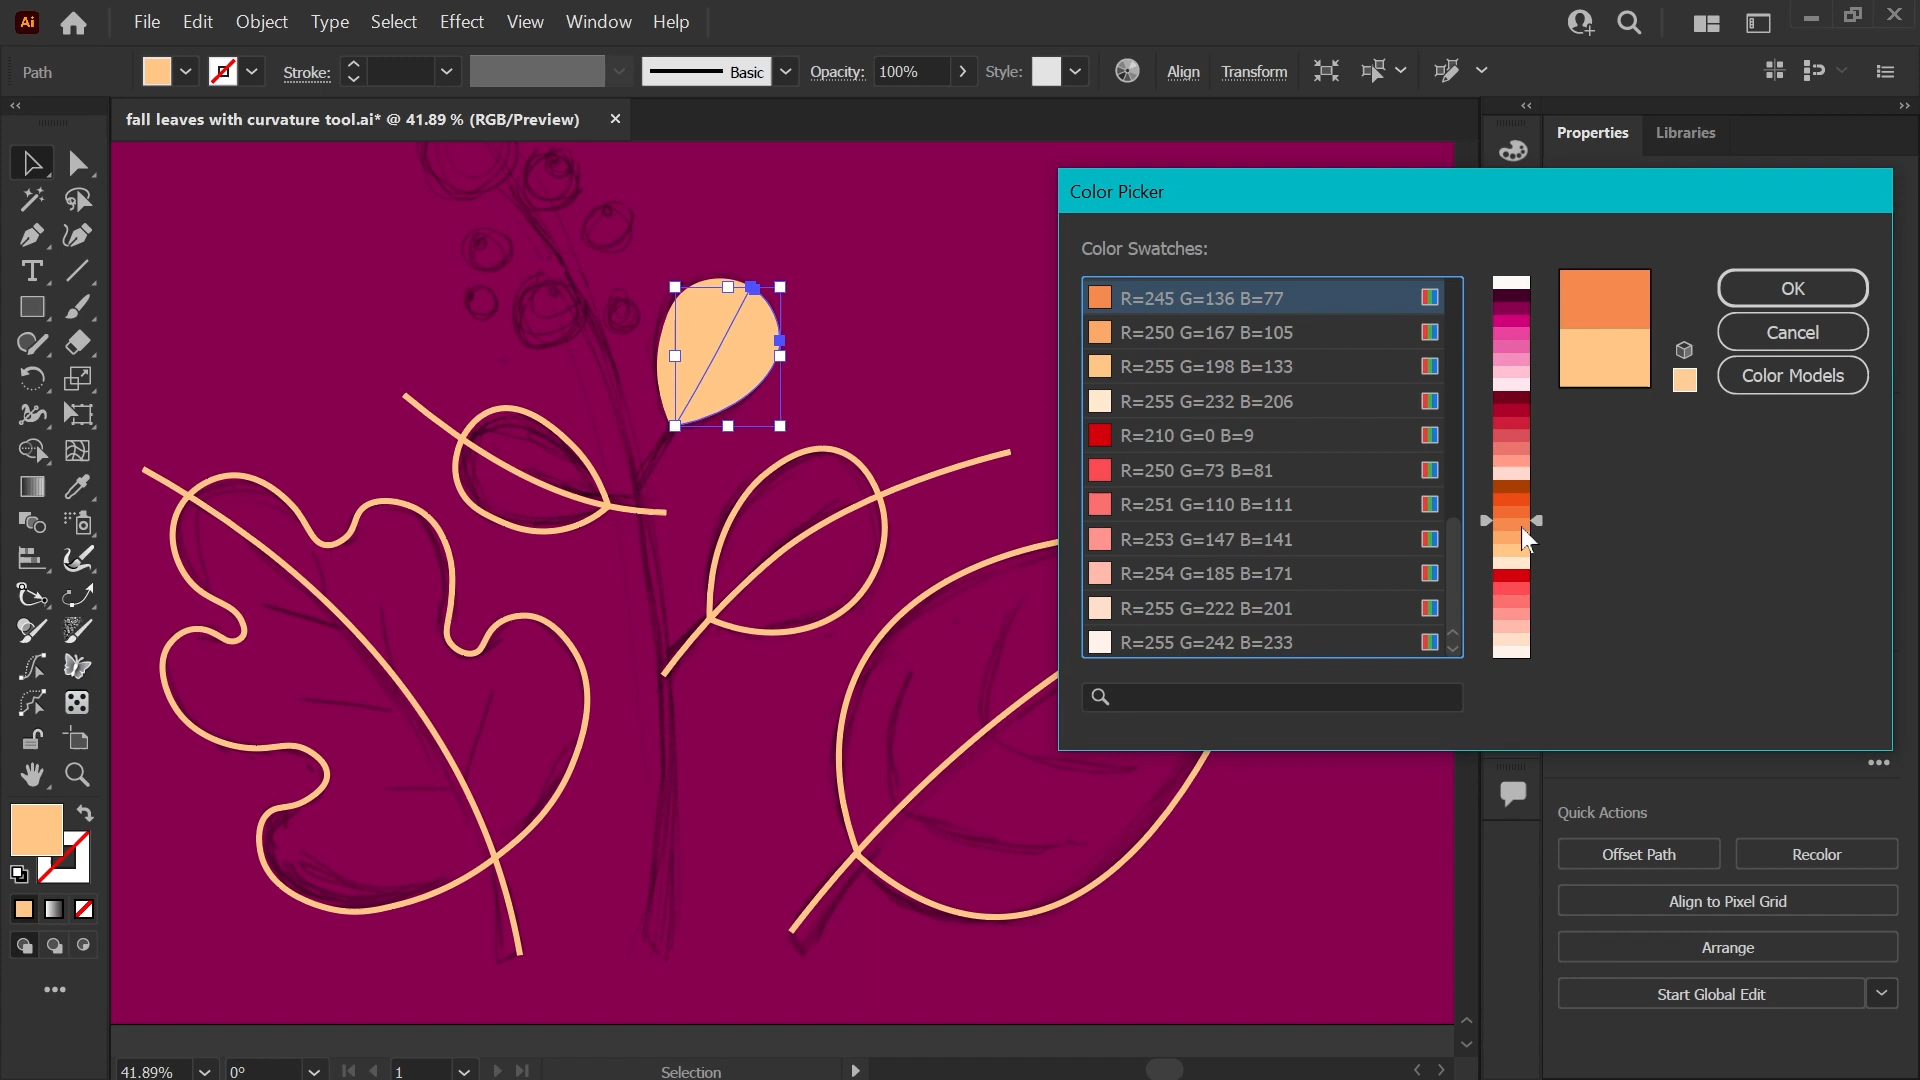 Ai File Edit Object Type Select Effect View Window Help
Path Stroke: Basic Opacity: 100% Style: Align Transform
fall leaves with curvature tool.ai* @ 41.89 % (RGB/Preview)
Properties Libraries
Color Picker
Color Swatches:
R=245 G=136 B=77
R=250 G=167 B=105
R=255 G=198 B=133
R=255 G=232 B=206
R=210 G=0 B=9
R=250 G=73 B=81
R=251 G=110 B=111
R=253 G=147 B=141
R=254 G=185 B=171
R=255 G=222 B=201
R=255 G=242 B=233
OK
Cancel
Color Models
Quick Actions
Offset Path Recolor
Align to Pixel Grid
Arrange
Start Global Edit
41.89% 0° 1 Selection